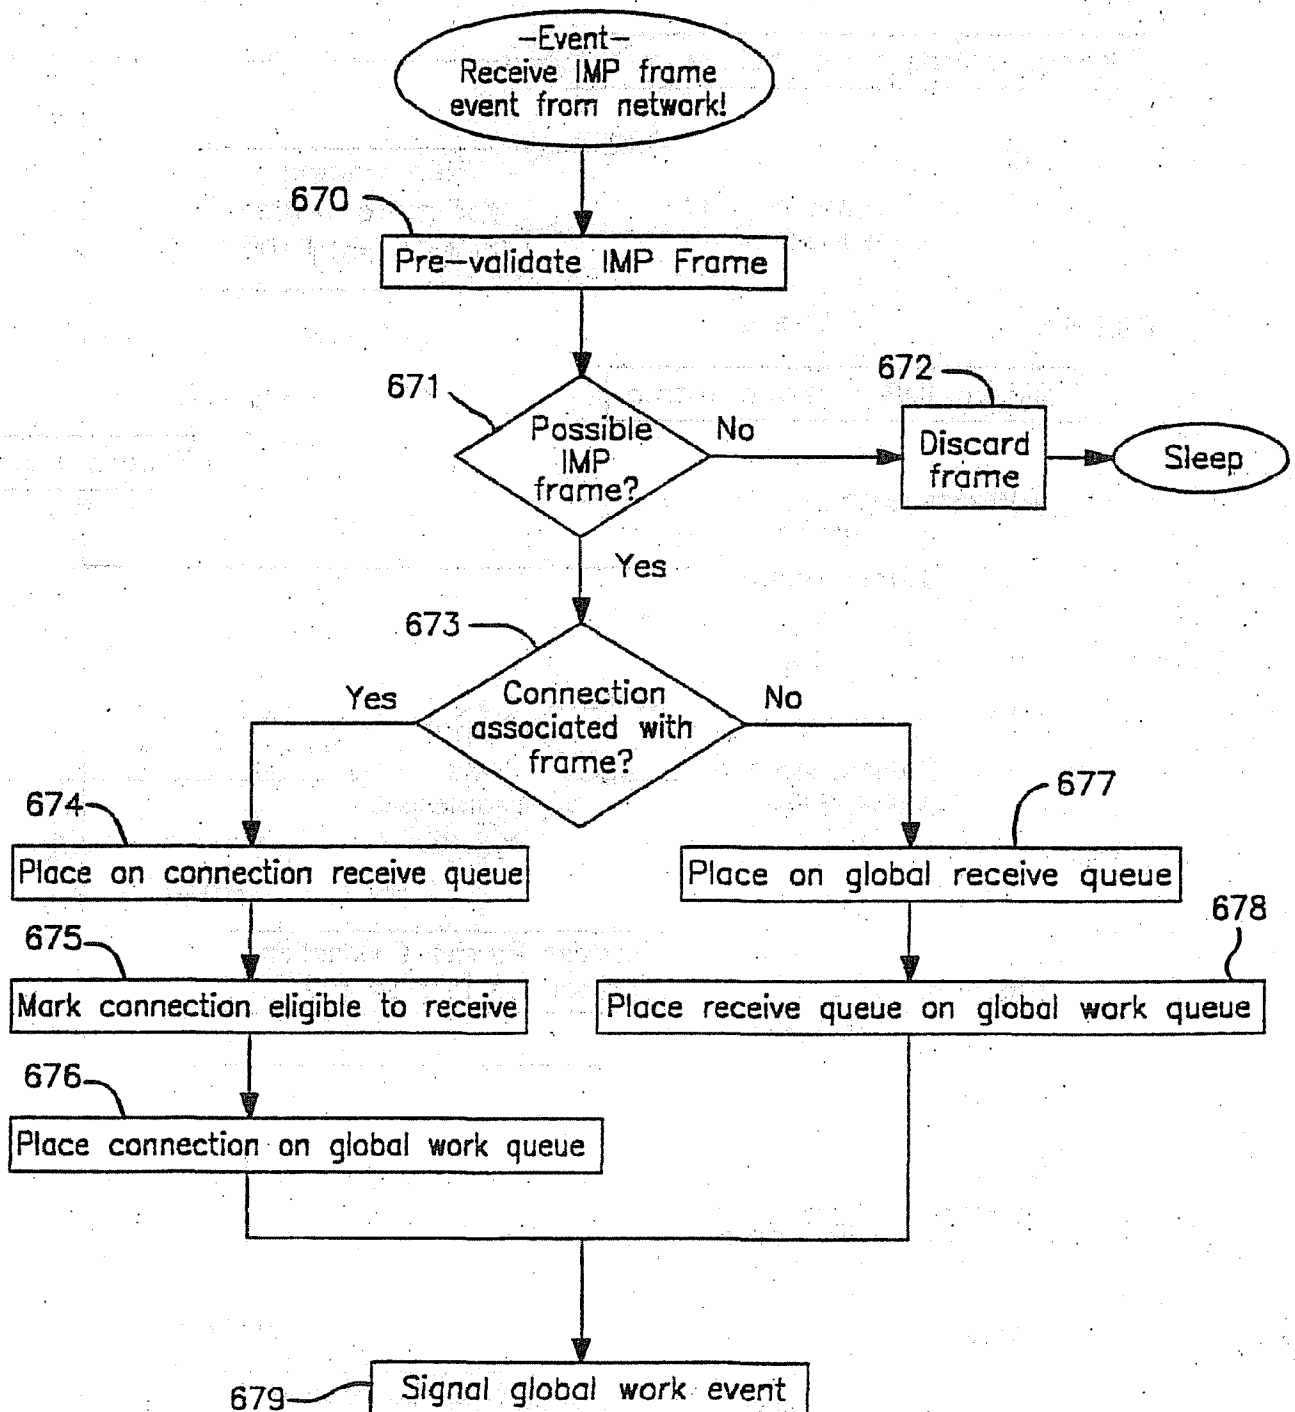 –Event–
Receive IMP frame
event from network!
670
Pre–validate IMP Frame
671
Possible
IMP
frame?
No
672
Discard
frame
Sleep
Yes
673
Connection
associated with
frame?
Yes
No
674
Place on connection receive queue
677
Place on global receive queue
675
Mark connection eligible to receive
678
Place receive queue on global work queue
676
Place connection on global work queue
679
Signal global work event